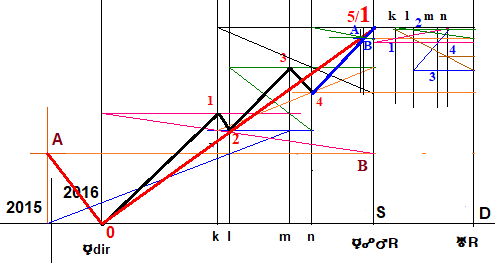 5/1
k l m n
2
A
B
1
4
3
3
1
4
2
A
B
2016
2015
0
S
D
☿dir
k l
m
n
☿☍♂R
♅R